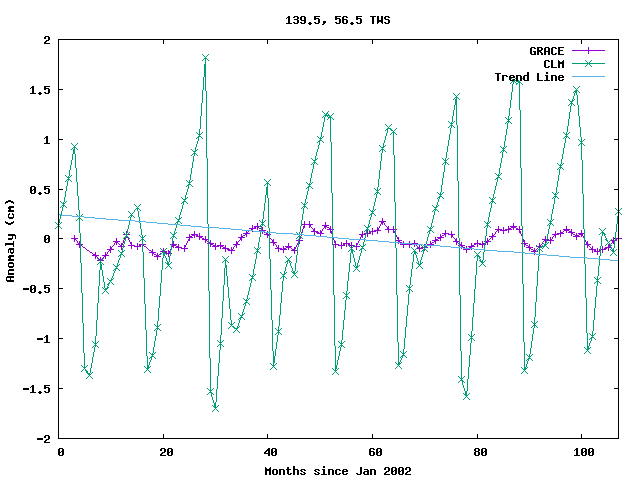 139.5, 56.5 TWS
GRACE
CLM
Trend Line
2
1.5
1
0.5
0
-0.5
-1
-1.5
-2
Anomaly (cm)
0 20 40 60 80 100
Months since Jan 2002